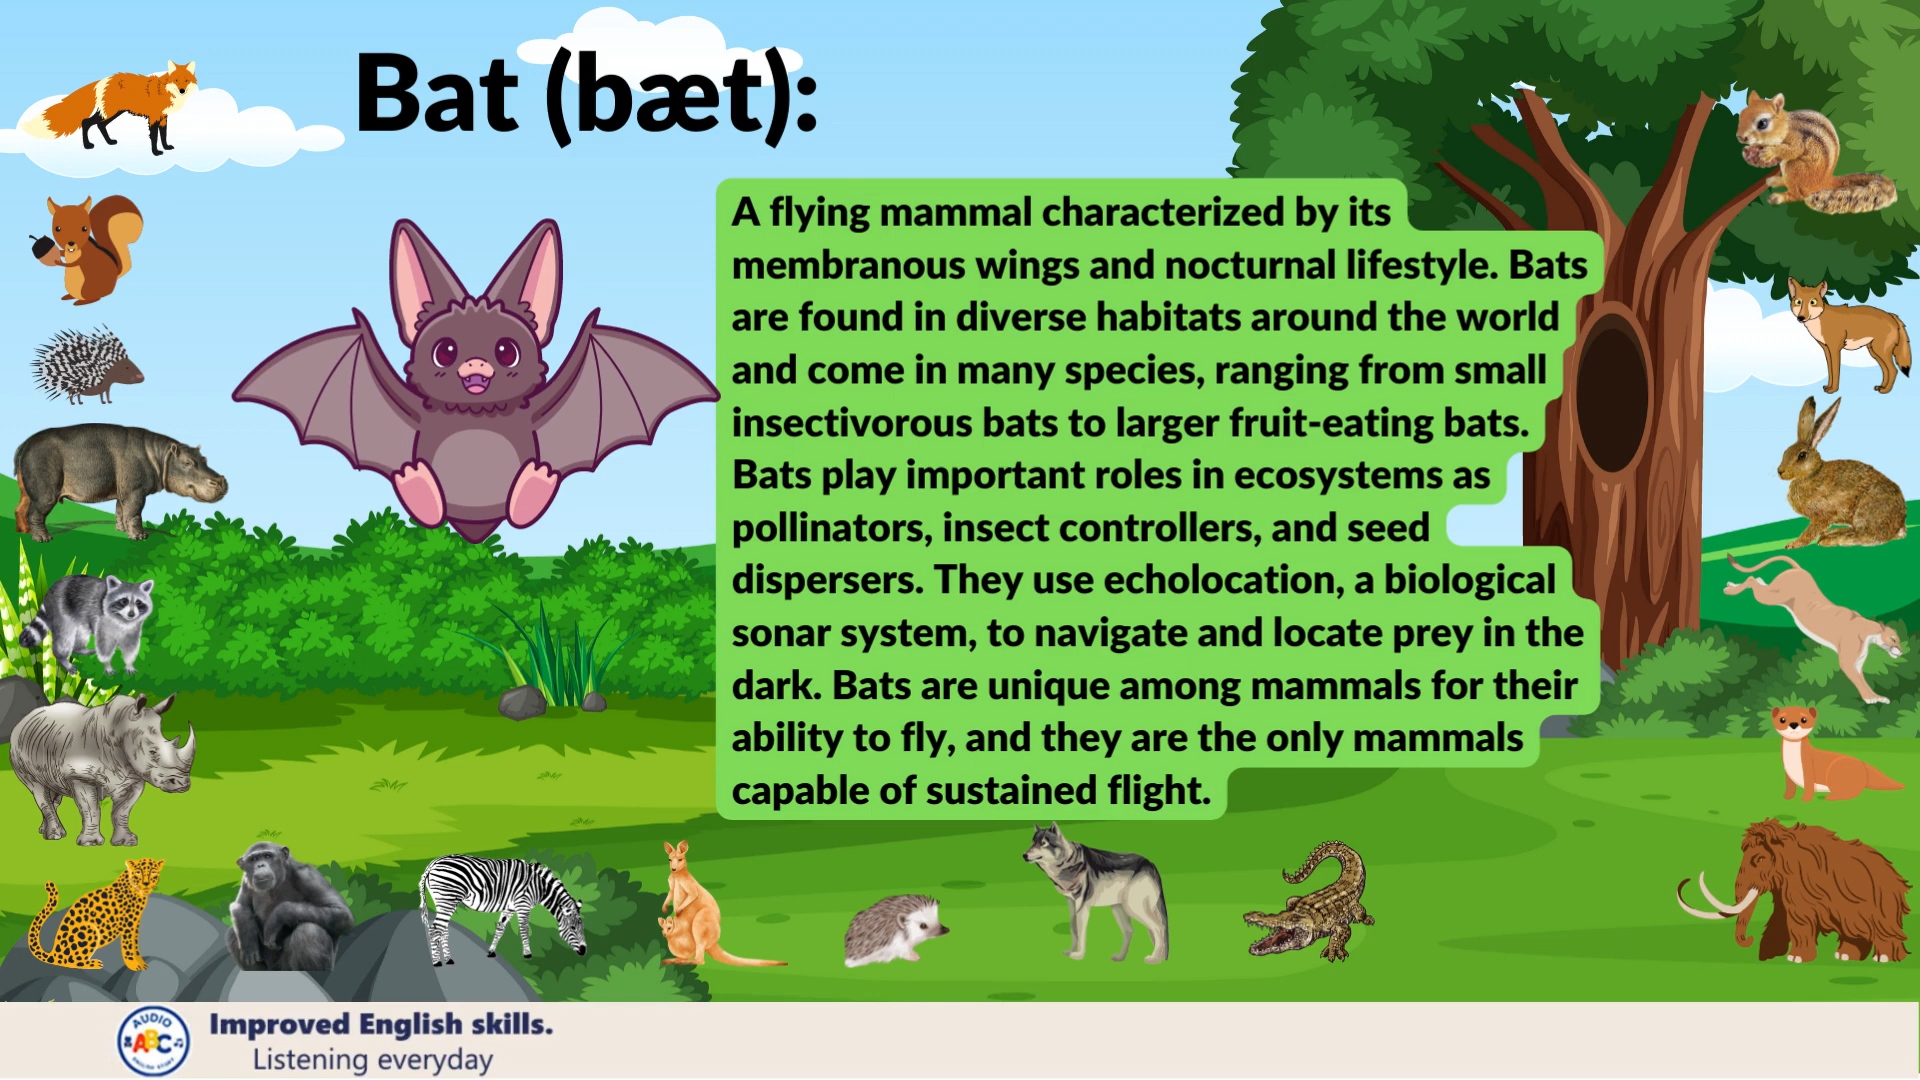 Bat (bæt):
A flying mammal characterized by its
membranous wings and nocturnal lifestyle. Bats
are found in diverse habitats around the world
and come in many species, ranging from small
insectivorous bats to larger fruit-eating bats.
Bats play important roles in ecosystems as
pollinators, insect controllers, and seed
dispersers. They use echolocation, a biological
sonar system, to navigate and locate prey in the
dark. Bats are unique among mammals for their
ability to fly, and they are the only mammals
capable of sustained flight.
AUDIO
ABC
Improved English skills.
Listening everyday